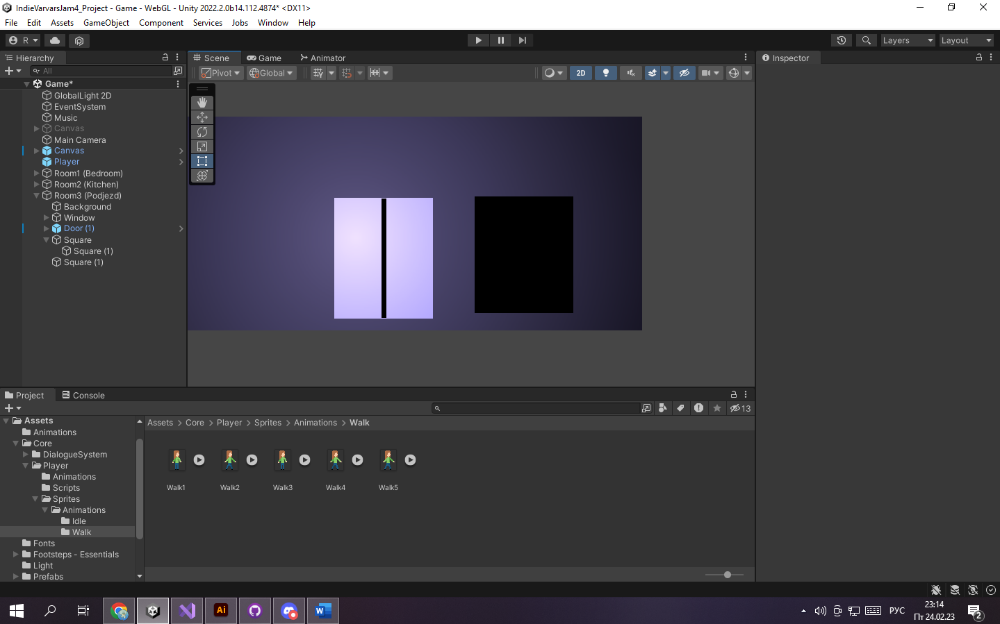 IndieVarvarsJam4_Project - Game - WebGL - Unity 2022.2.0b14.112.4874* <DX11>
File Edit Assets GameObject Component Services Jobs Window Help
R Layers Layout
Hierarchy
All
Game*
GlobalLight 2D
EventSystem
Music
Canvas
Main Camera
Canvas
Player
Room1 (Bedroom)
Room2 (Kitchen)
Room3 (Podjezd)
Background
Window
Door (1)
Square
Square (1)
Square (1)
Scene Game Animator
Pivot Global 2D
Inspector
Project Console
13
Assets
Animations
Core
DialogueSystem
Player
Animations
Scripts
Sprites
Animations
Idle
Walk
Fonts
Footsteps - Essentials
Light
Prefabs
Assets > Core > Player > Sprites > Animations > Walk
Walk1 Walk2 Walk3 Walk4 Walk5
Ai
РУС
23:14
Пт 24.02.23
2